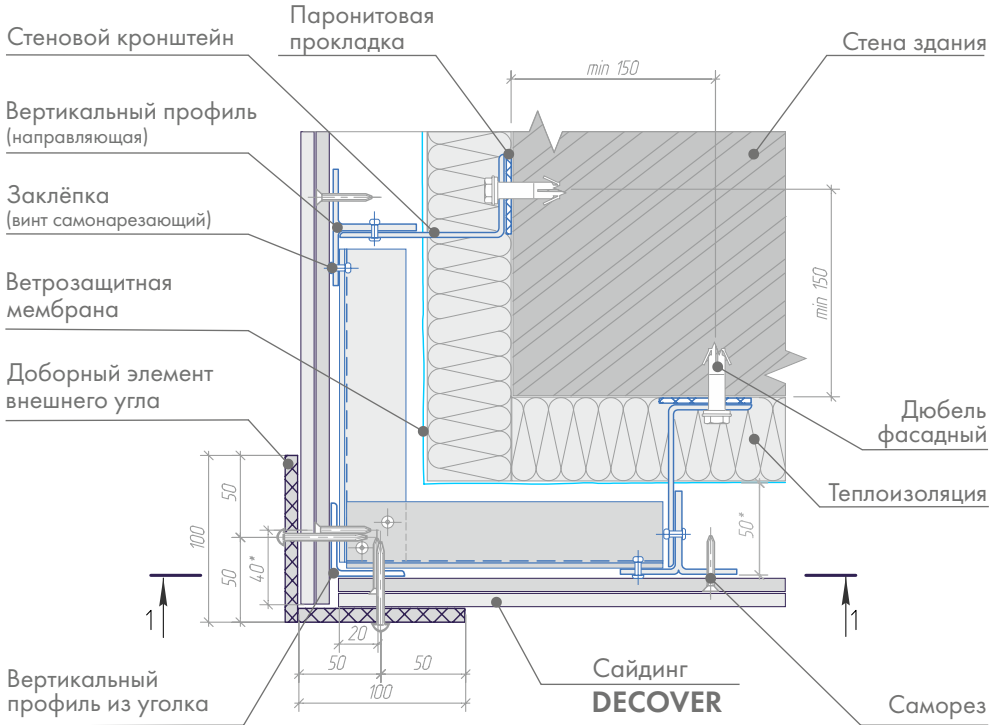 Паронитовая
прокладка
Стеновой кронштейн
Стена здания
min 150
Вертикальный профиль
(направляющая)
Заклёпка
(винт самонарезающий)
Ветрозащитная
мембрана
min 150
Доборный элемент
внешнего угла
Дюбель
фасадный
Теплоизоляция
50
100
50
40*
50*
1
1
20
50
50
100
Вертикальный
профиль из уголка
Сайдинг
DECOVER
Саморез